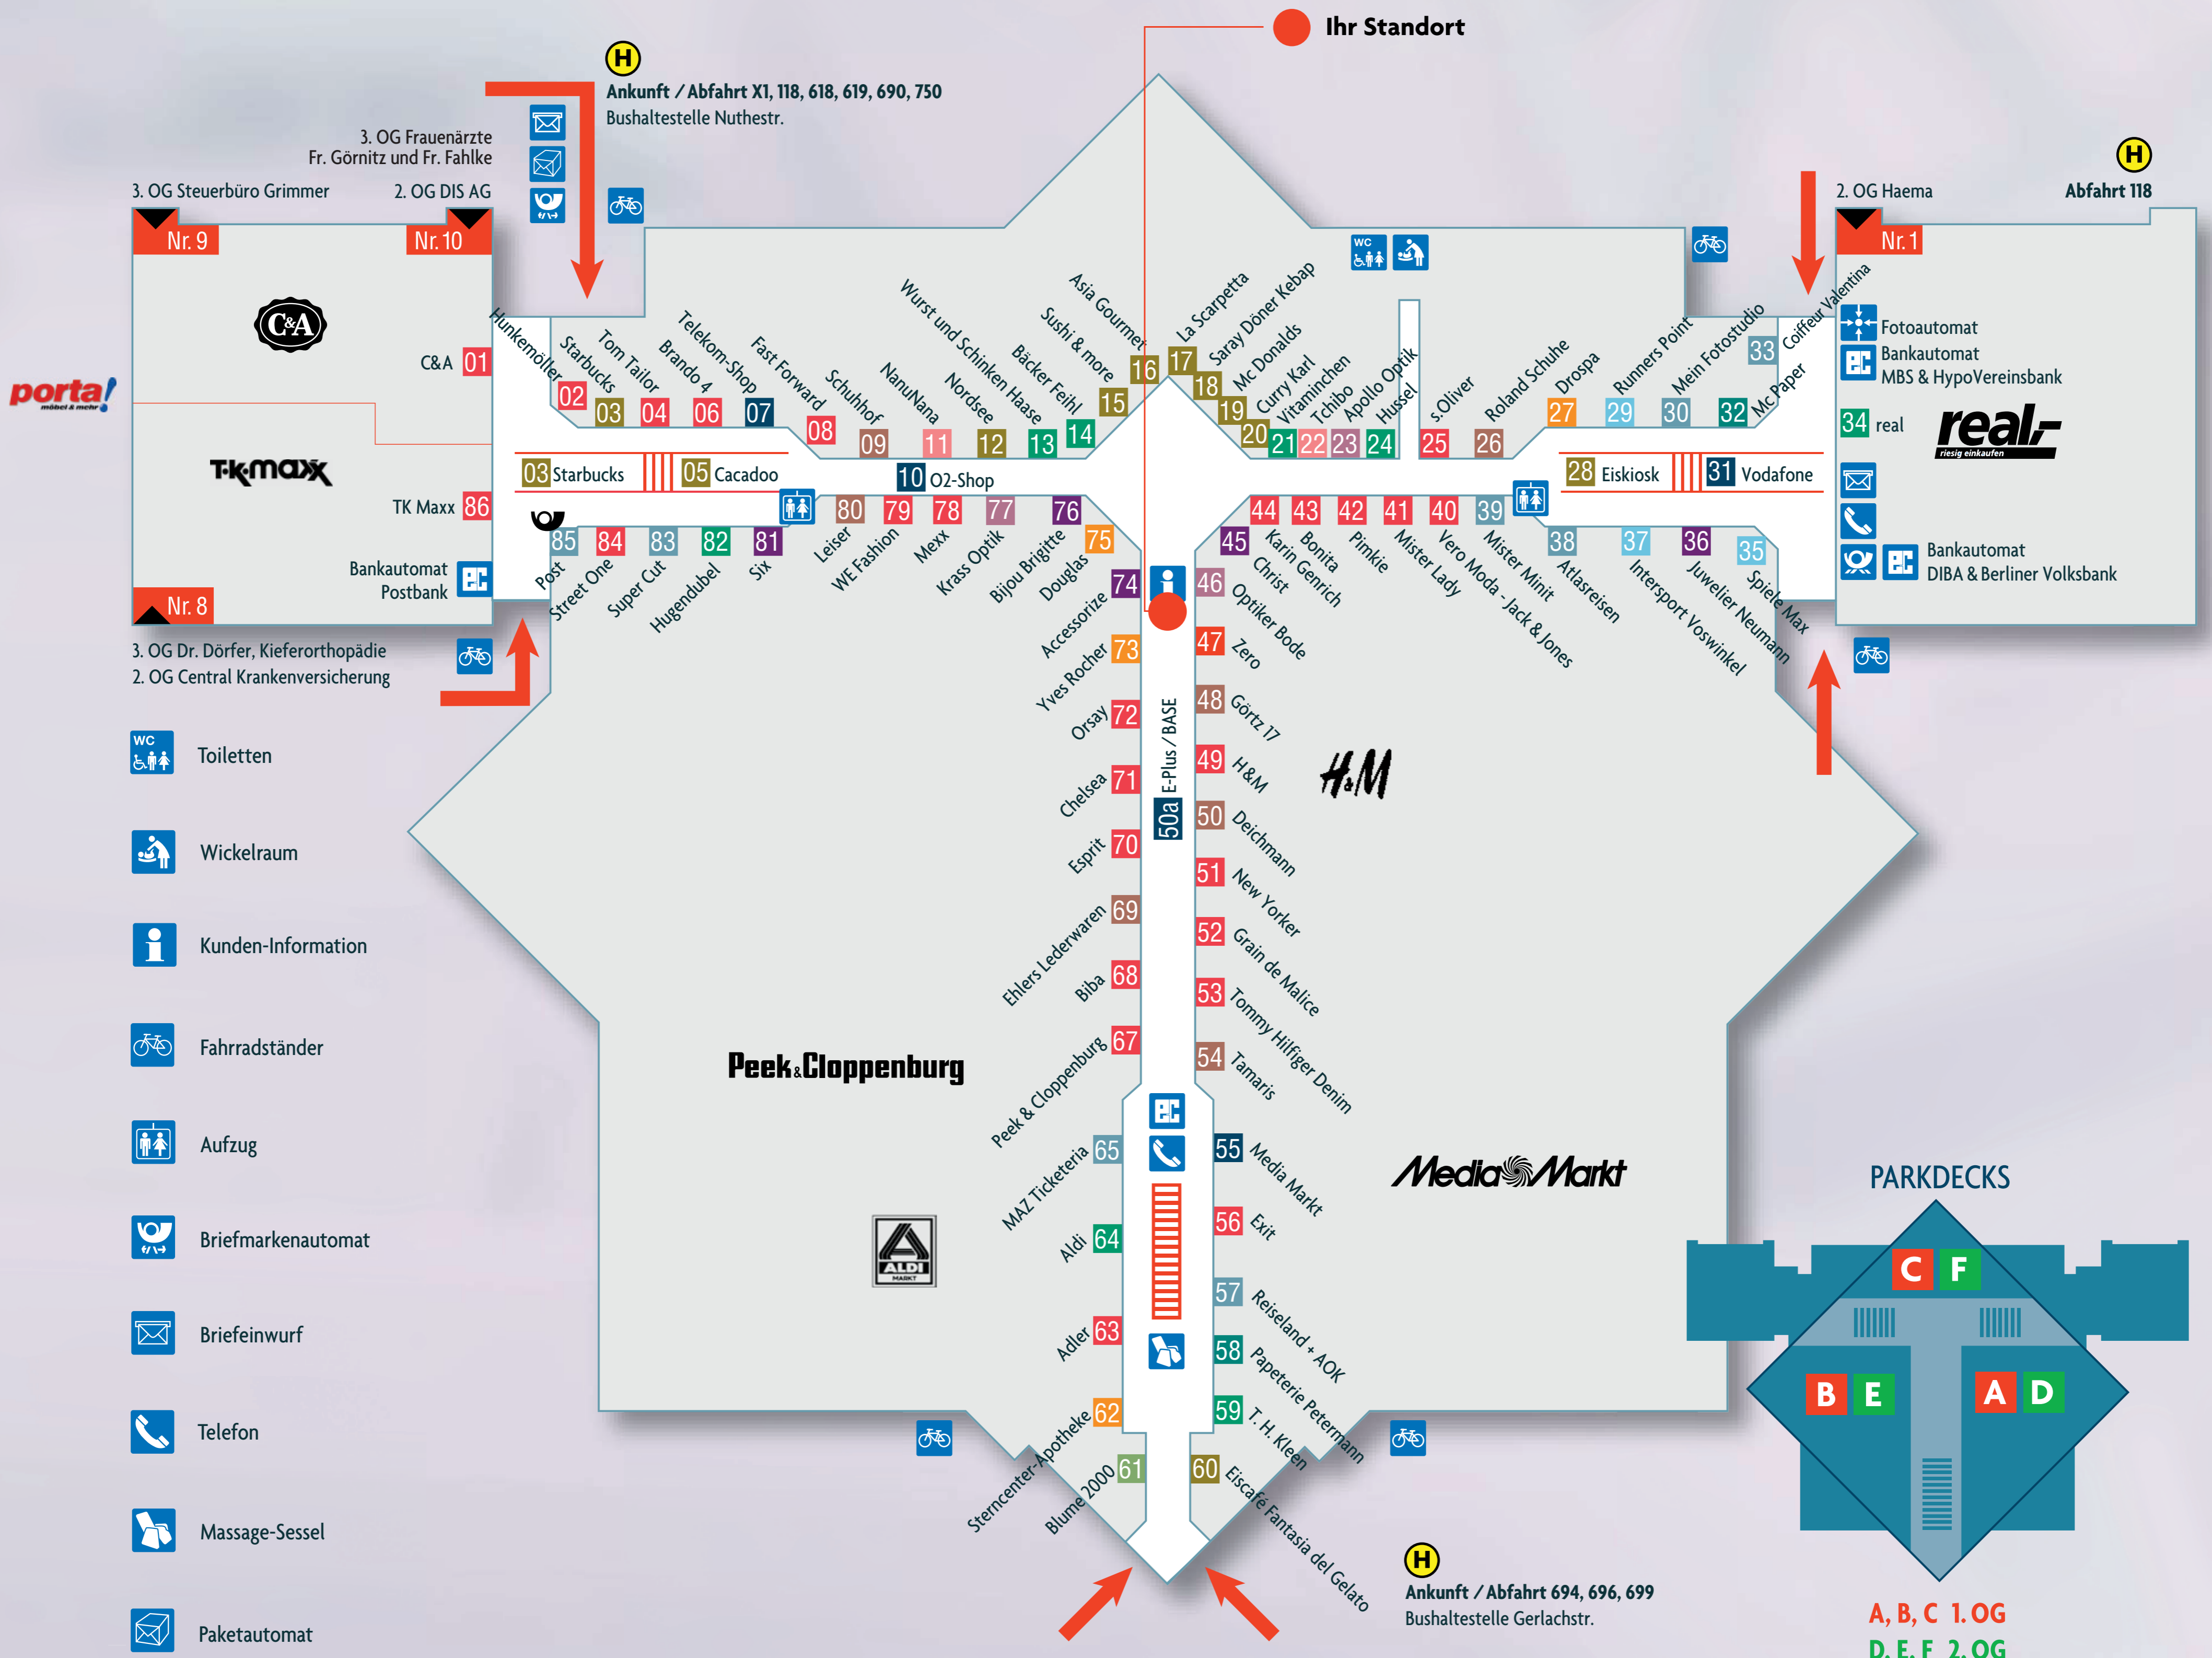 Ihr Standort
H
Ankunft / Abfahrt X1, 118, 618, 619, 690, 750
Bushaltestelle Nuthestr.
3. OG Frauenärzte
Fr. Görnitz und Fr. Fahlke
3. OG Steuerbüro Grimmer
2. OG DIS AG
Nr. 9
Nr. 10
C&A
C&A 01
porta!
möbel & mehr
TK maxx
TK Maxx 86
Bankautomat
Postbank
ec
Nr. 8
3. OG Dr. Dörfer, Kieferorthopädie
2. OG Central Krankenversicherung
H
Abfahrt 118
2. OG Haema
Nr. 1
Fotoautomat
ec
Bankautomat
MBS & HypoVereinsbank
34 real
real,-
riesig einkaufen
ec
Bankautomat
DIBA & Berliner Volksbank
WC
Hunkemöller 02
Starbucks 03
Tom Tailor 04
Brando 4 06
Telekom-Shop 07
Fast Forward 08
Schuhhof 09
NanuNana 11
Nordsee 12
Wurst und Schinken Haase 13
Bäcker Feihl 14
Sushi & more 15
Asia Gourmet 16
17 La Scarpetta
18 Saray Döner Kebap
19 Mc Donalds
20 Curry Karl
21 Vitaminchen
22 Tchibo
23 Apollo Optik
24 Hussel
25 s.Oliver
26 Roland Schuhe
27 Drospa
29 Runners Point
30 Mein Fotostudio
32 Mc Paper
33 Coiffeur Valentina
03 Starbucks
05 Cacadoo
10 O2-Shop
28 Eiskiosk
31 Vodafone
85 Post
84 Street One
83 Super Cut
82 Hugendubel
81 Six
80 Leiser
79 WE Fashion
78 Mexx
77 Krass Optik
76 Bijou Brigitte
75 Douglas
74 Accessorize
73 Yves Rocher
72 Orsay
71 Chelsea
70 Esprit
69 Ehlers Lederwaren
68 Biba
67 Peek & Cloppenburg
65 MAZ Ticketeria
64 Aldi
63 Adler
62 Sterncenter-Apotheke
61 Blume 2000
50a E-Plus / BASE
ec
44 Karin Genrich
43 Bonita
42 Pimkie
41 Mister Lady
40 Vero Moda - Jack & Jones
39 Mister Minit
38 Atlasreisen
37 Intersport Voswinkel
36 Juwelier Neumann
35 Spiele Max
45 Christ
46 Optiker Bode
47 Zero
48 Görtz 17
49 H&M
50 Deichmann
51 New Yorker
52 Grain de Malice
53 Tommy Hilfiger Denim
54 Tamaris
55 Media Markt
56 Exit
57 Reiseland + AOK
58 Papeterie Petermann
59 T. H. Kleen
60 Eiscafé Fantasia del Gelato
H&M
Peek & Cloppenburg
Media Markt
ALDI
MARKT
WC
Toiletten
Wickelraum
Kunden-Information
Fahrradständer
Aufzug
Briefmarkenautomat
Briefeinwurf
Telefon
Massage-Sessel
Paketautomat
H
Ankunft / Abfahrt 694, 696, 699
Bushaltestelle Gerlachstr.
PARKDECKS
C F
B E
A D
A, B, C 1. OG
D, E, F 2. OG